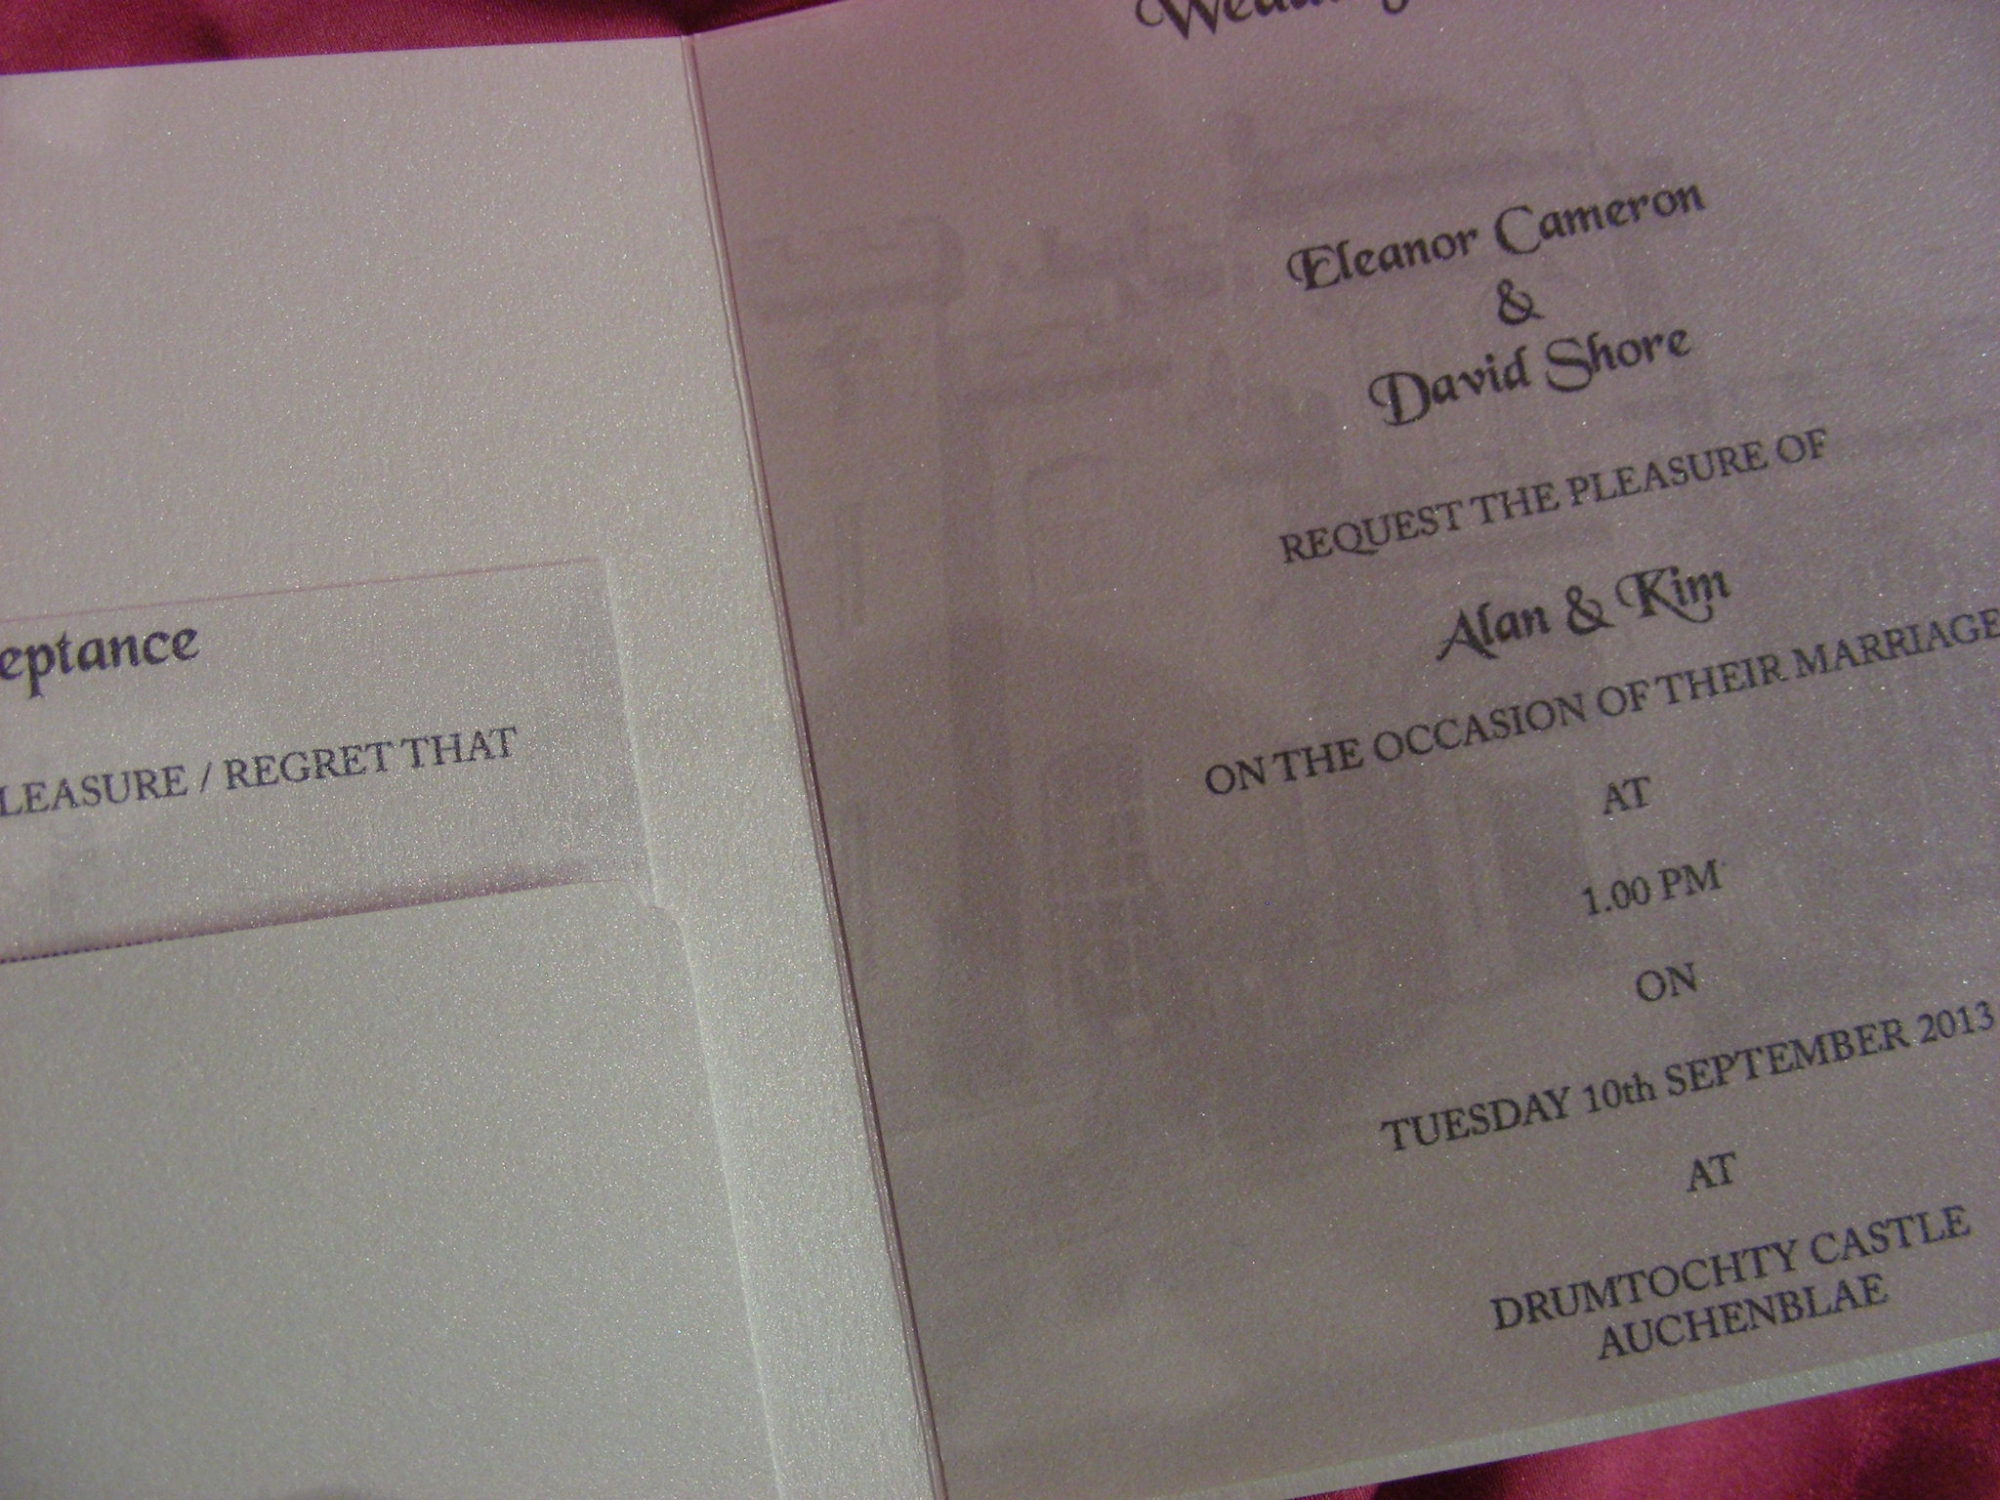 eptance
LEASURE / REGRET THAT
Wedding
Eleanor Cameron
&
David Shore
REQUEST THE PLEASURE OF
Alan & Kim
ON THE OCCASION OF THEIR MARRIAGE
AT
1.00 PM
ON
TUESDAY 10th SEPTEMBER 2013
AT
DRUMTOCHTY CASTLE
AUCHENBLAE